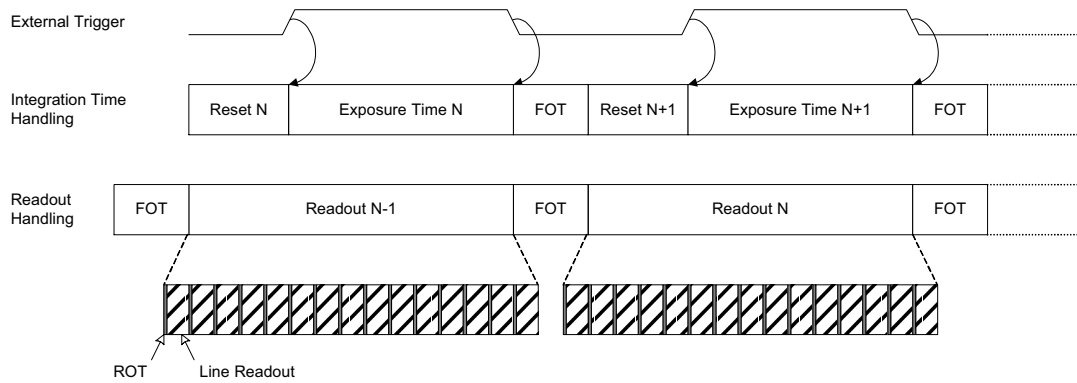 External Trigger
Integration Time
Handling
Reset N
Exposure Time N
FOT
Reset N+1
Exposure Time N+1
FOT
Readout
Handling
FOT
Readout N-1
FOT
Readout N
FOT
ROT
Line Readout